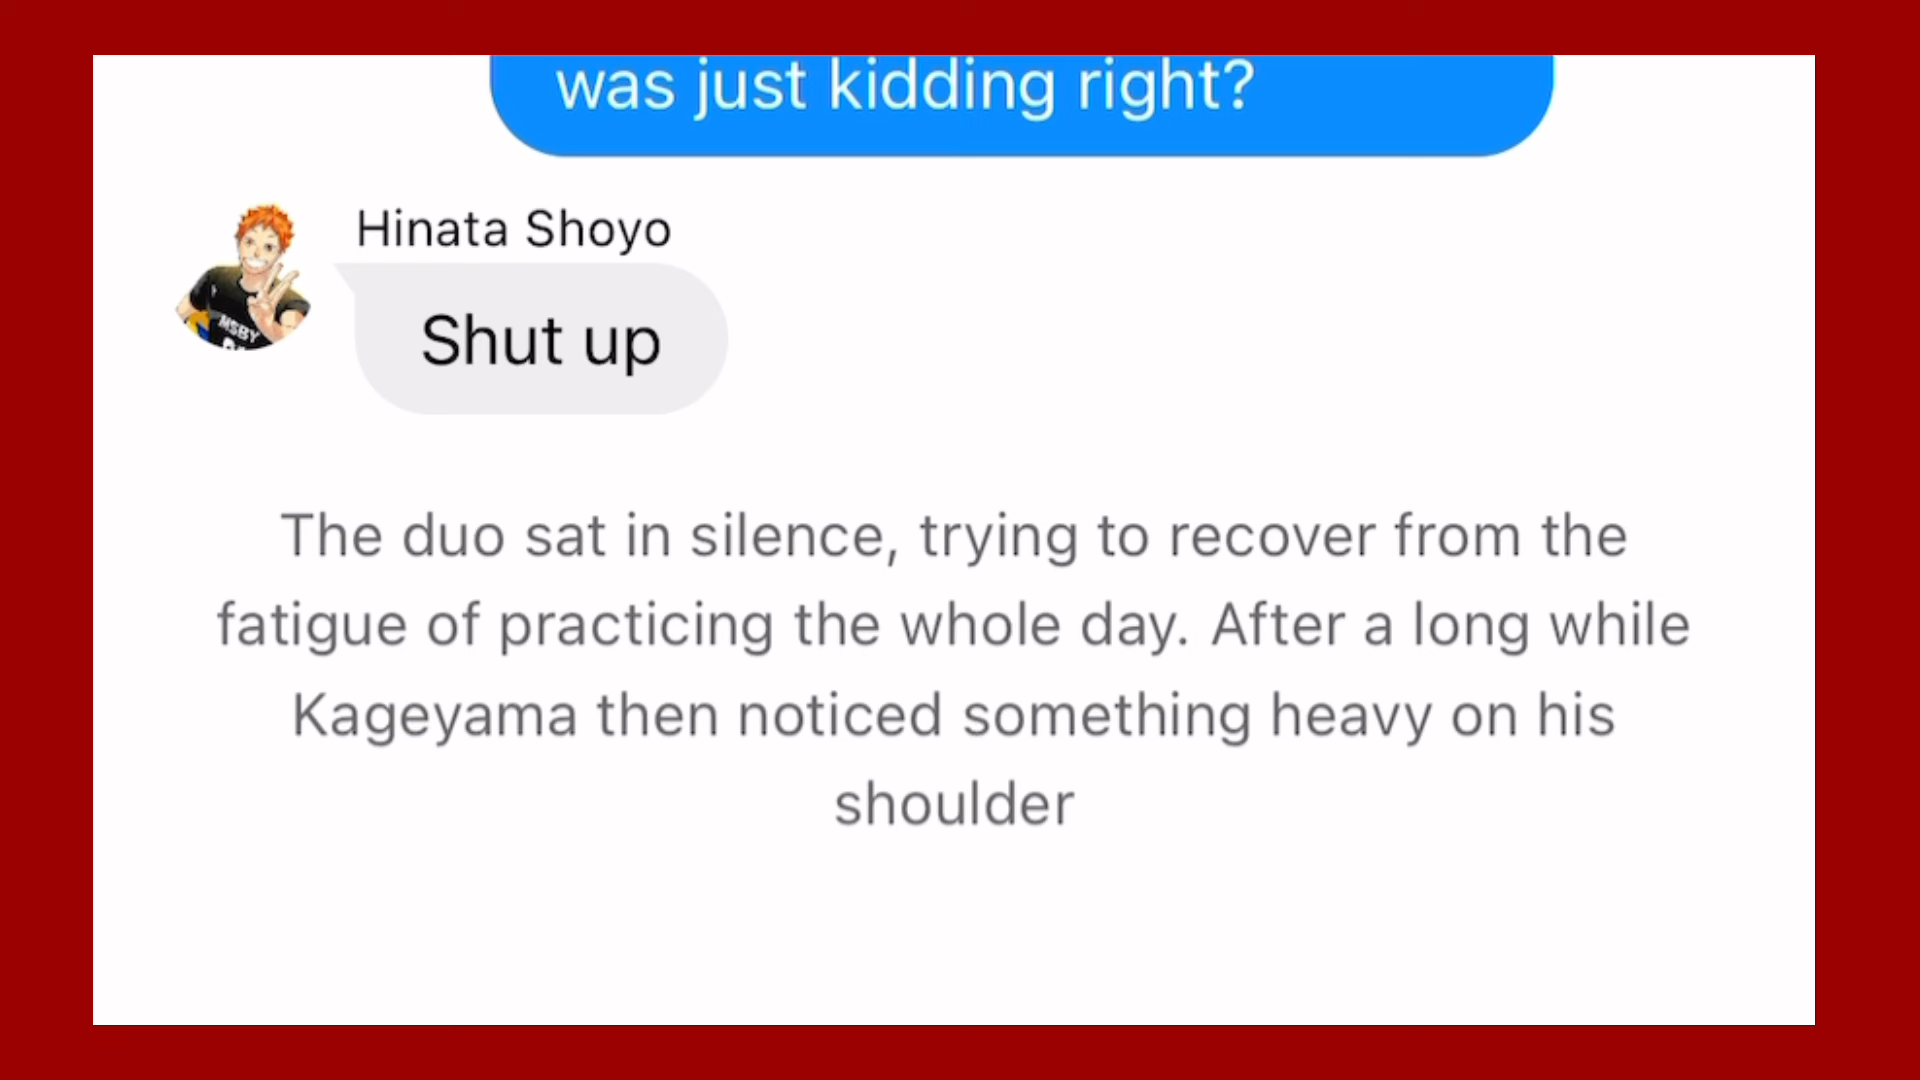 was just kidding right?
Hinata Shoyo
MSBY
Shut up
The duo sat in silence, trying to recover from the
fatigue of practicing the whole day. After a long while
Kageyama then noticed something heavy on his
shoulder